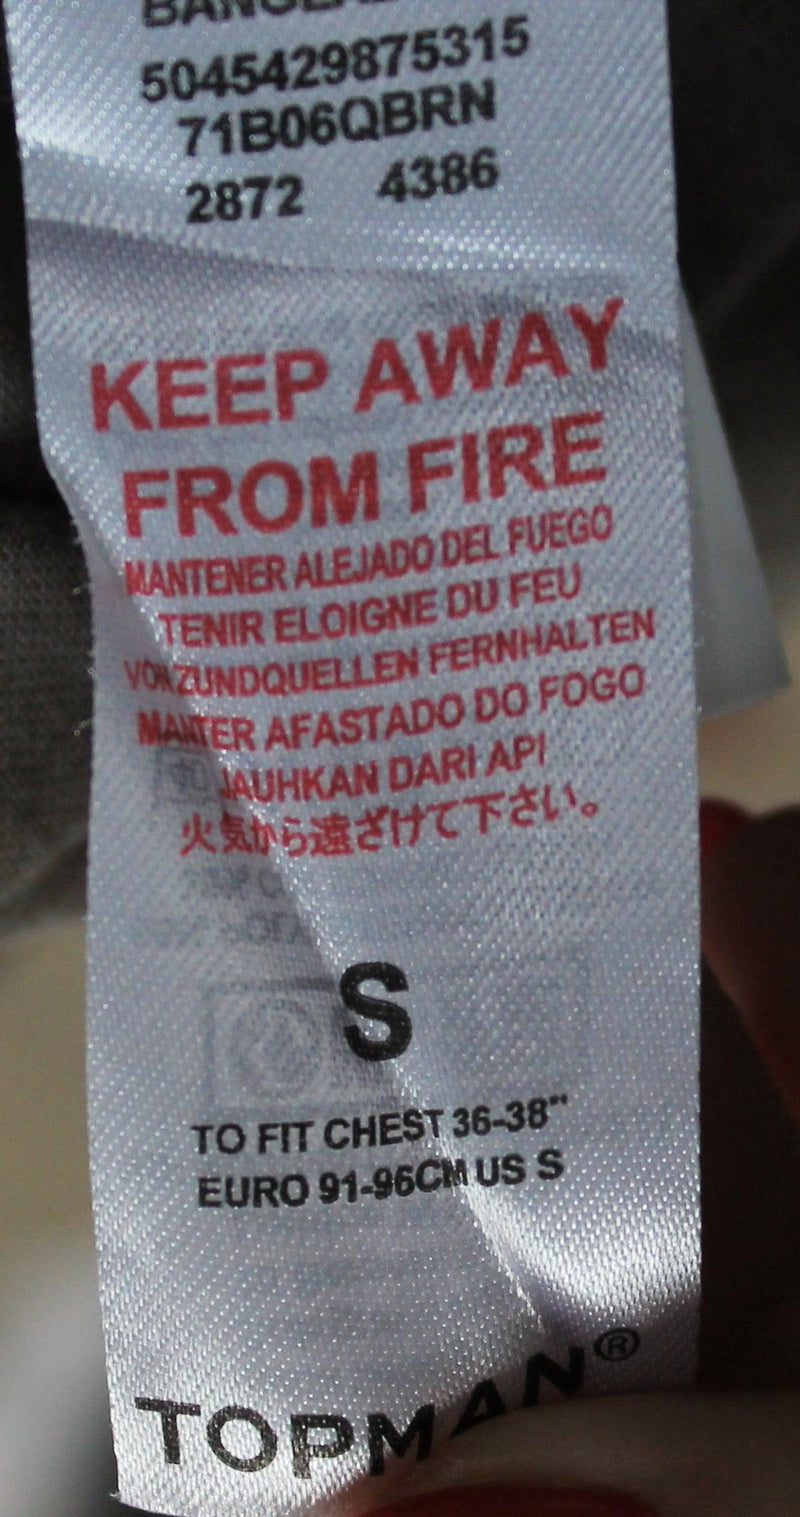 5045429875315
71B06QBRN
2872 4386
KEEP AWAY
FROM FIRE
MANTENER ALEJADO DEL FUEGO
TENIR ELOIGNE DU FEU
VON ZUNDQUELLEN FERNHALTEN
MANTER AFASTADO DO FOGO
JAUHKAN DARI API
火気から遠ざけて下さい。
S
TO FIT CHEST 36-38"
EURO 91-96CM US S
TOPMAN®